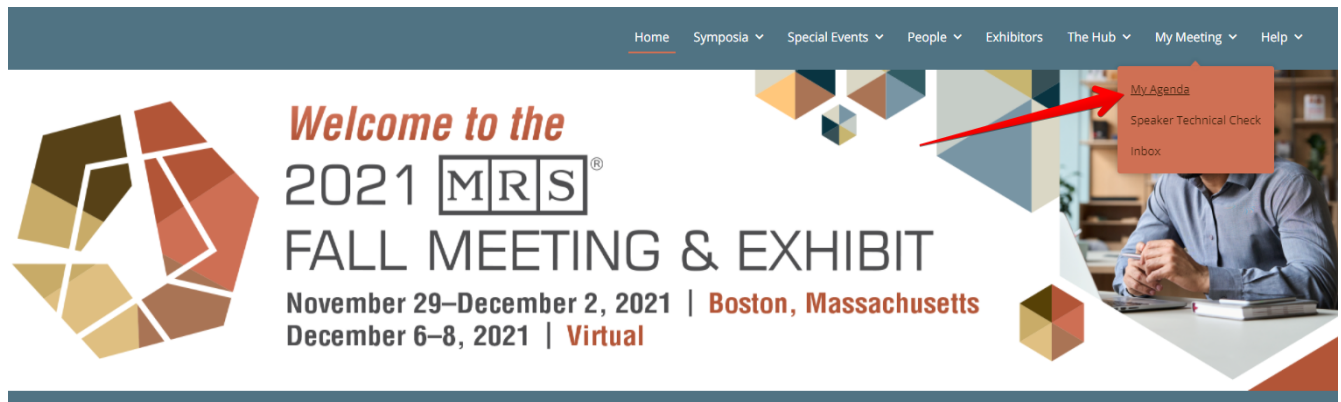 Home Symposia Special Events People Exhibitors The Hub My Meeting Help
My Agenda
Speaker Technical Check
Inbox
Welcome to the
2021 MRS®
FALL MEETING & EXHIBIT
November 29–December 2, 2021 | Boston, Massachusetts
December 6–8, 2021 | Virtual